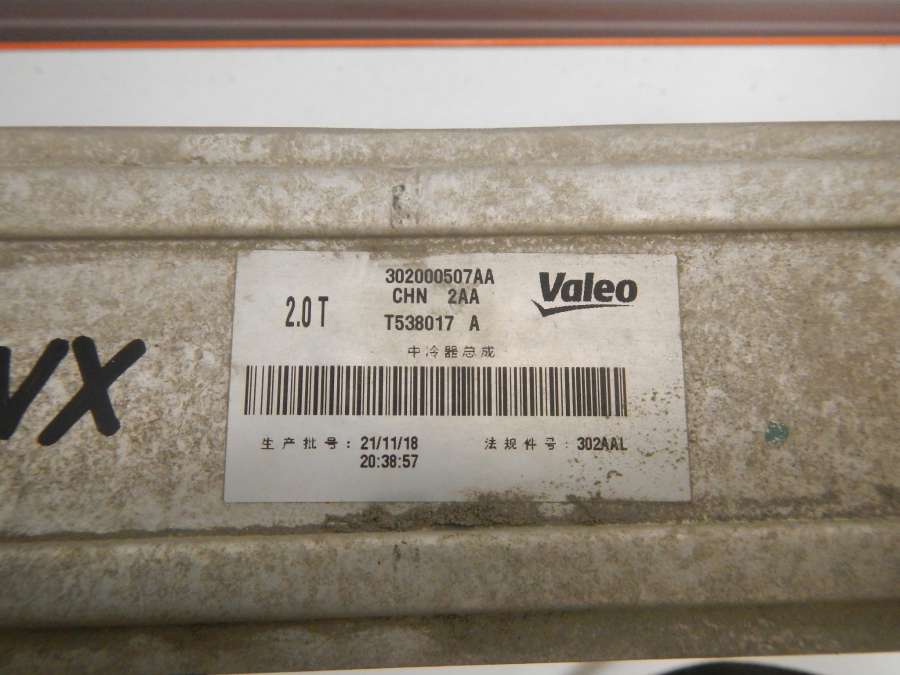 302000507AA
CHN 2AA
Valeo
2.0T
T538017 A
中冷器总成
生产批号: 21/11/18
20:38:57
法规件号: 302AAL
VX